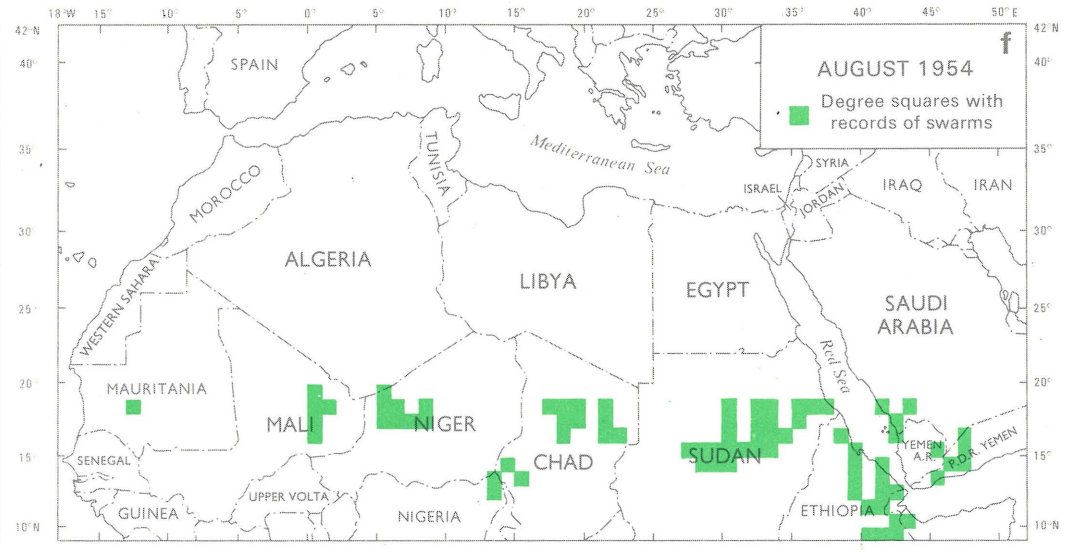 18°W 15° 10° 5° 0° 5° 10° 15° 20° 25° 30° 35° 40° 45° 50°E
42°N 42°N
f
AUGUST 1954
Degree squares with
records of swarms
40° 40°
SPAIN
35° 35°
TUNISIA
Mediterranean Sea
SYRIA
MOROCCO
ISRAEL
JORDAN
IRAQ
IRAN
30° 30°
ALGERIA
LIBYA
EGYPT
WESTERN SAHARA
SAUDI
ARABIA
25° 25°
Red Sea
20° 20°
MAURITANIA
MALI
NIGER
CHAD
SUDAN
YEMEN
A.R.
P.D.R. YEMEN
15° 15°
SENEGAL
UPPER VOLTA
GUINEA
NIGERIA
ETHIOPIA
10°N 10°N